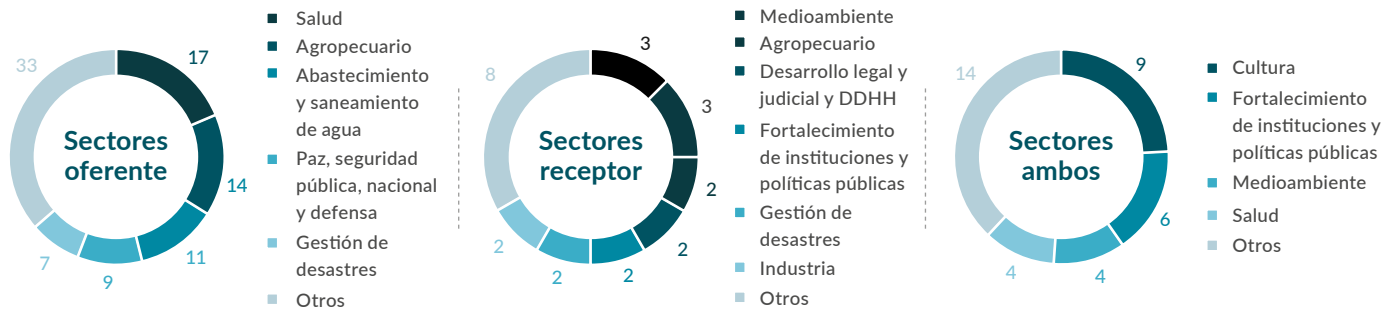 33
17
14
11
9
7
Sectores
oferente
Salud
Agropecuario
Abastecimiento
y saneamiento
de agua
Paz, seguridad
pública, nacional
y defensa
Gestión de
desastres
Otros
8
3
3
2
2
2
2
2
Sectores
receptor
Medioambiente
Agropecuario
Desarrollo legal y
judicial y DDHH
Fortalecimiento
de instituciones y
políticas públicas
Gestión de
desastres
Industria
Otros
14
9
6
4
4
Sectores
ambos
Cultura
Fortalecimiento
de instituciones y
políticas públicas
Medioambiente
Salud
Otros